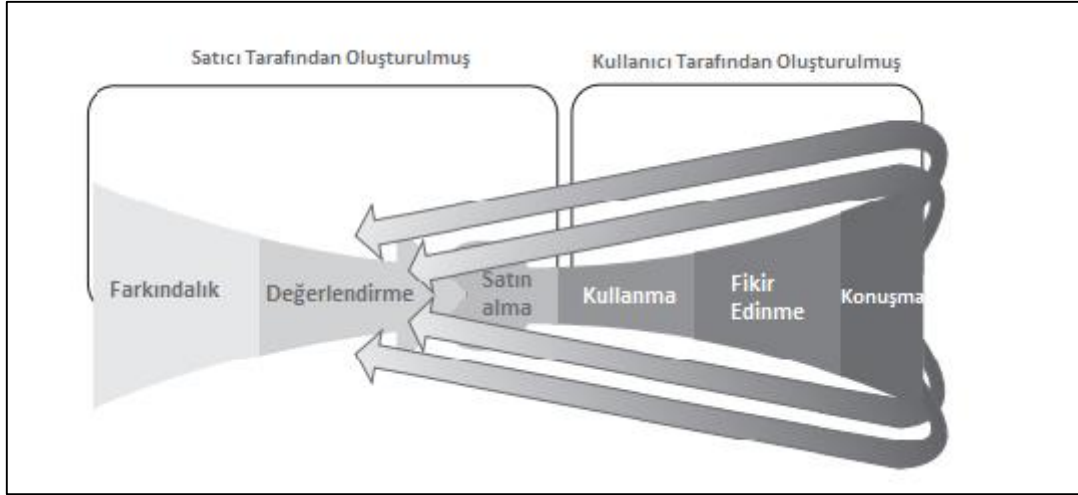 Satıcı Tarafından Oluşturulmuş
Kullanıcı Tarafından Oluşturulmuş
Farkındalık
Değerlendirme
Satın
alma
Kullanma
Fikir
Edinme
Konuşma